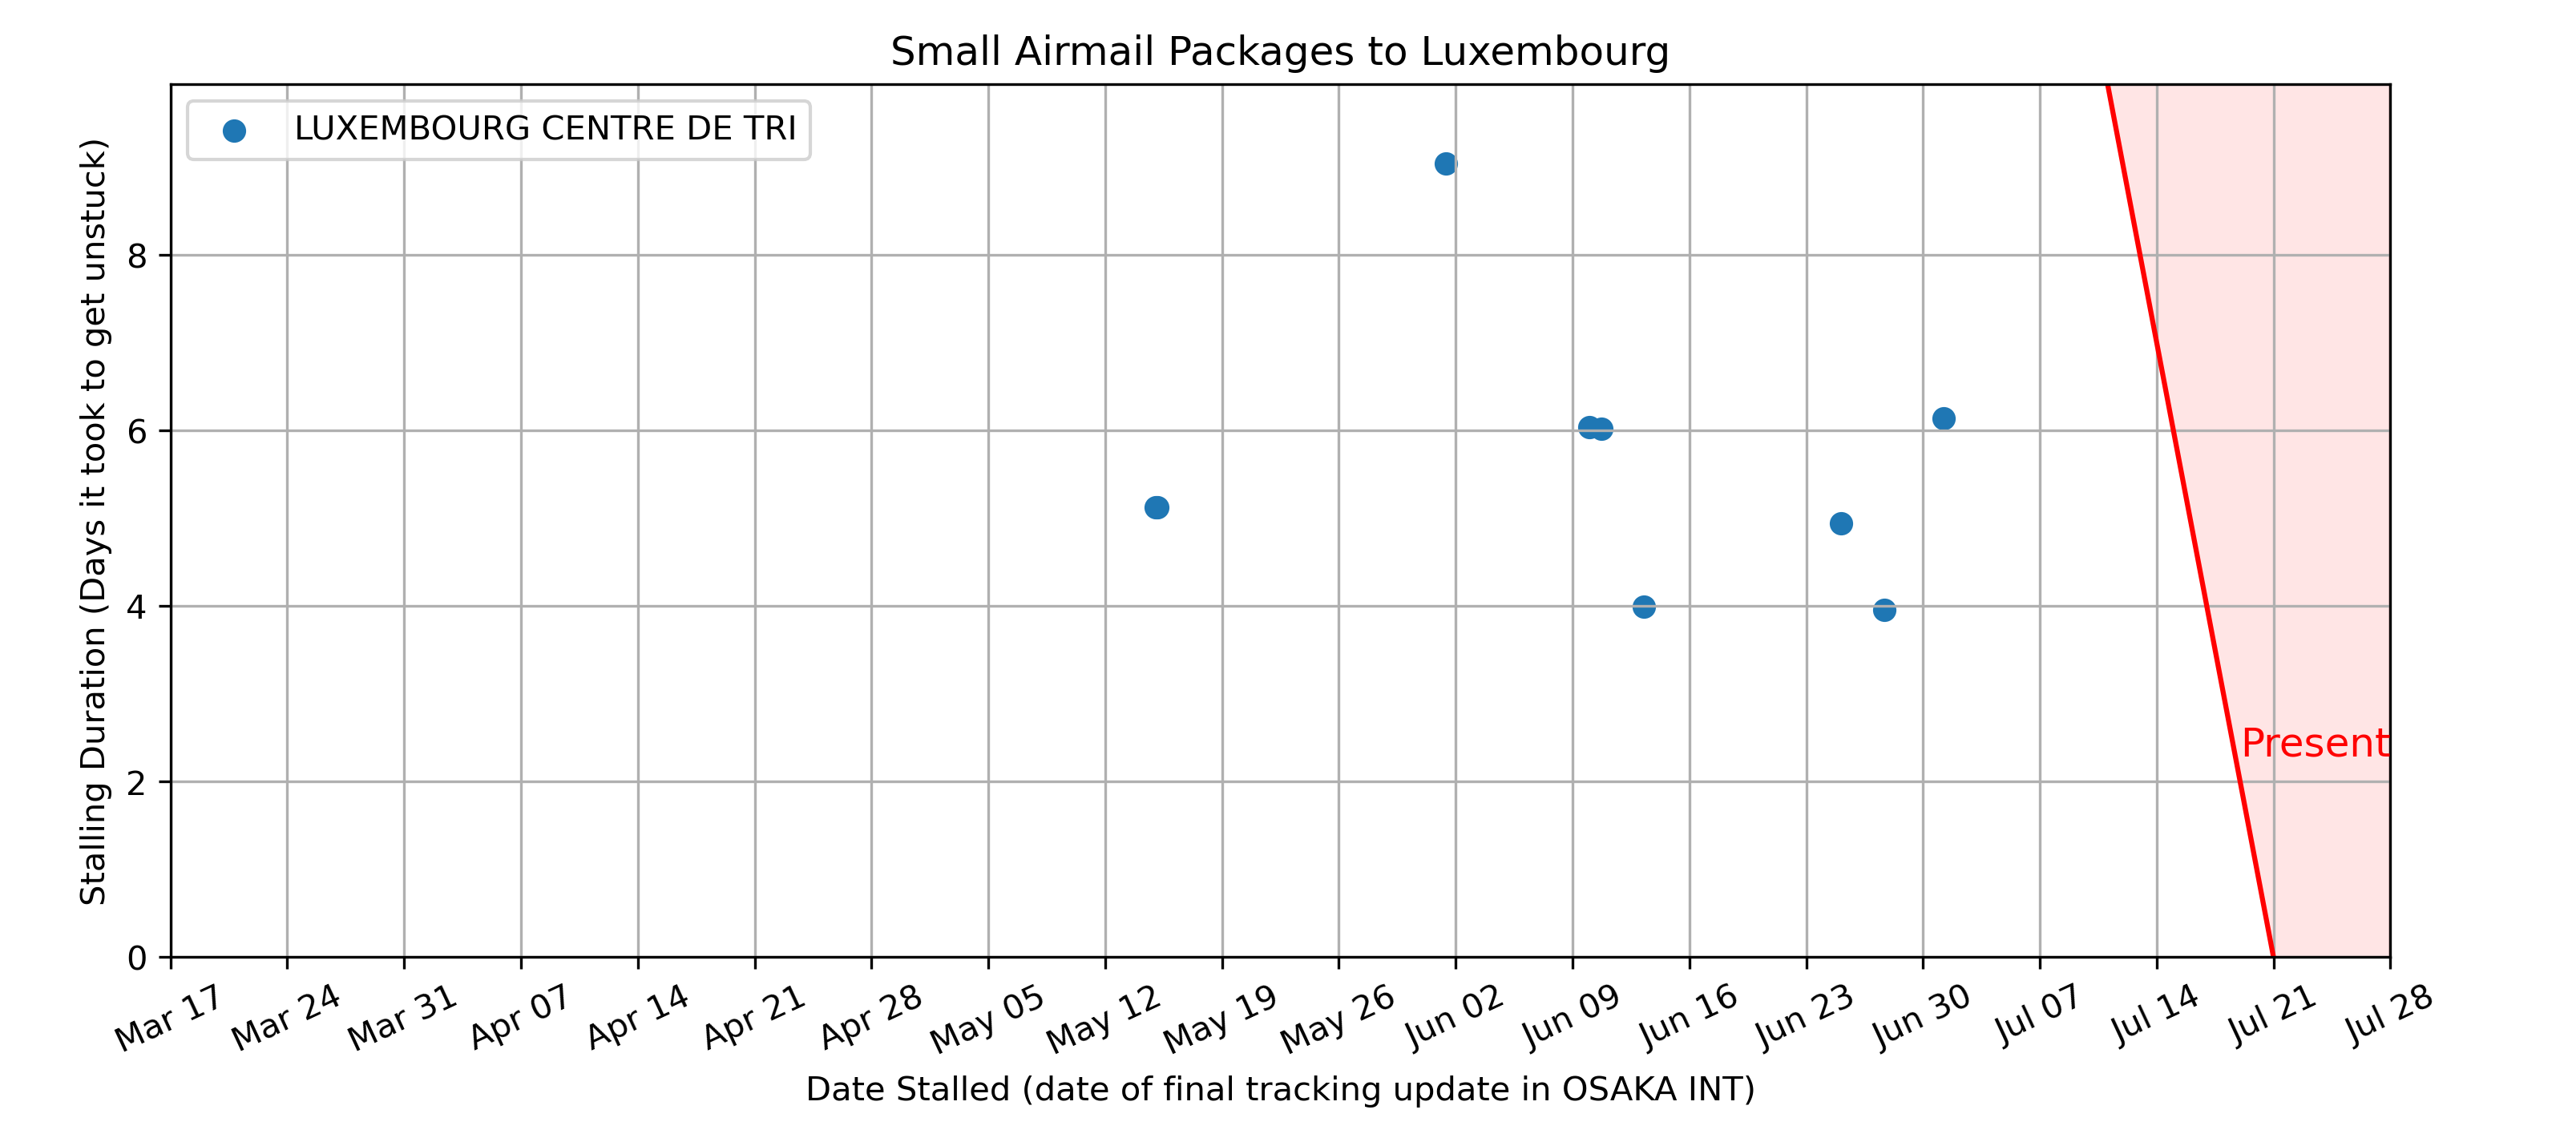 Small Airmail Packages to Luxembourg
LUXEMBOURG CENTRE DE TRI
Stalling Duration (Days it took to get unstuck)
8
6
4
2
0
Present
Mar 17
Mar 24
Mar 31
Apr 07
Apr 14
Apr 21
Apr 28
May 05
May 12
May 19
May 26
Jun 02
Jun 09
Jun 16
Jun 23
Jun 30
Jul 07
Jul 14
Jul 21
Jul 28
Date Stalled (date of final tracking update in OSAKA INT)